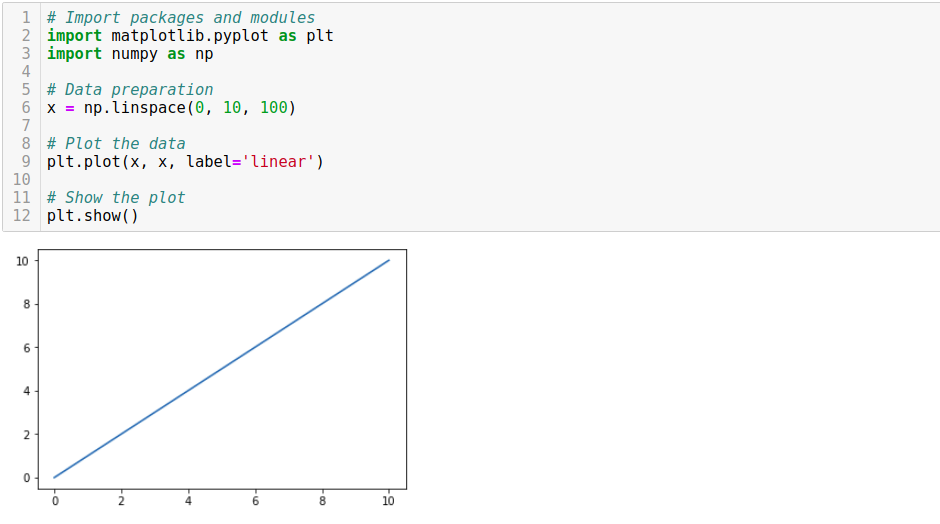 1 # Import packages and modules
2 import matplotlib.pyplot as plt
3 import numpy as np
4
5 # Data preparation
6 x = np.linspace(0, 10, 100)
7
8 # Plot the data
9 plt.plot(x, x, label='linear')
10
11 # Show the plot
12 plt.show()
10
8
6
4
2
0
0 2 4 6 8 10